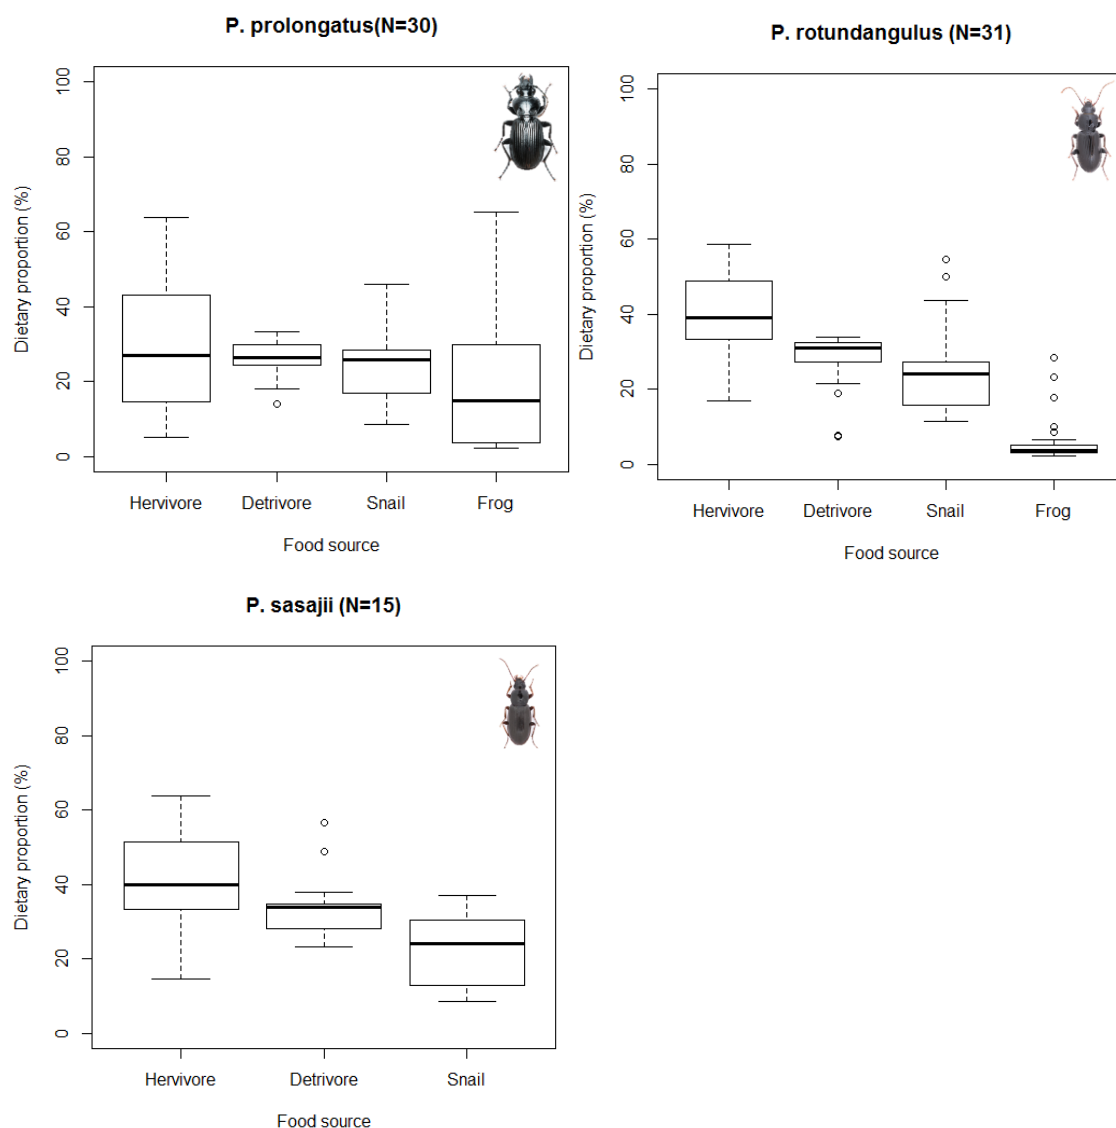 P. prolongatus(N=30)
Dietary proportion (%)
100
80
60
40
20
0
Hervivore Detrivore Snail Frog
Food source
P. rotundangulus (N=31)
Dietary proportion (%)
100
80
60
40
20
0
Hervivore Detrivore Snail Frog
Food source
P. sasajii (N=15)
Dietary proportion (%)
100
80
60
40
20
0
Hervivore Detrivore Snail
Food source